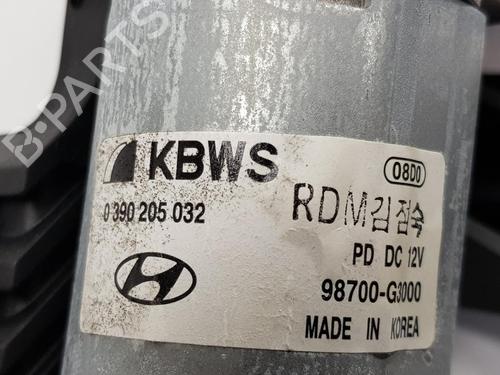 B-PARTS
KBWS
0800
0 390 205 032
RDM김점숙
PD DC 12V
98700-G3000
MADE IN KOREA